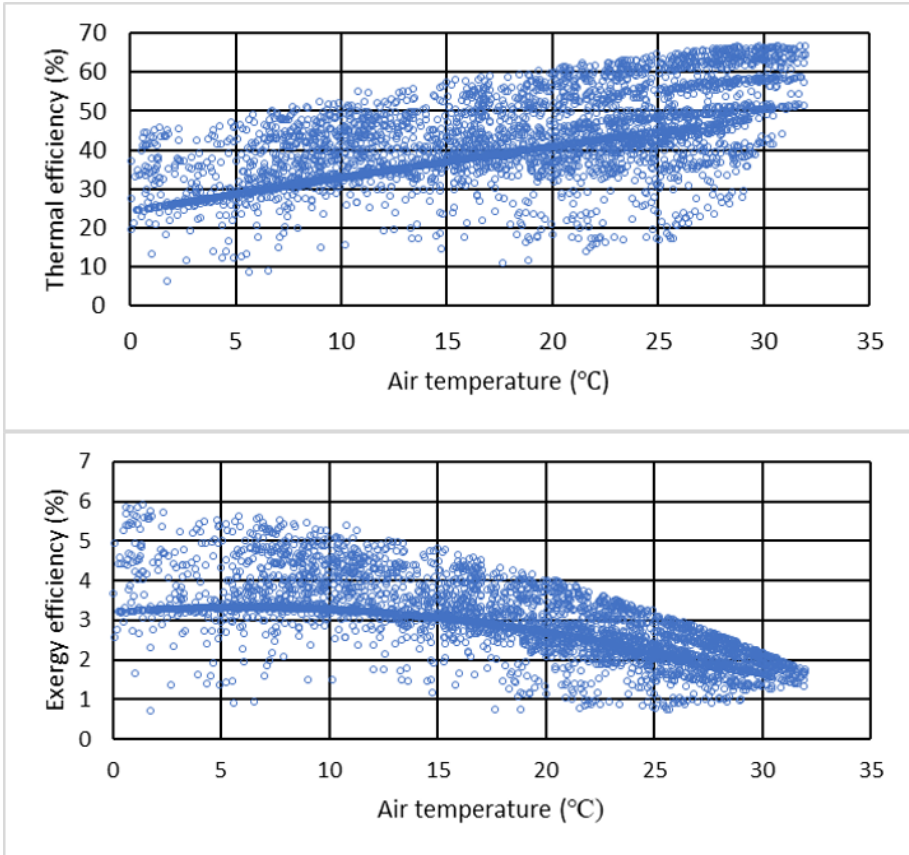 70
60
50
40
30
20
10
0
Thermal efficiency (%)
0 5 10 15 20 25 30 35
Air temperature (°C)
7
6
5
4
3
2
1
0
Exergy efficiency (%)
0 5 10 15 20 25 30 35
Air temperature (°C)